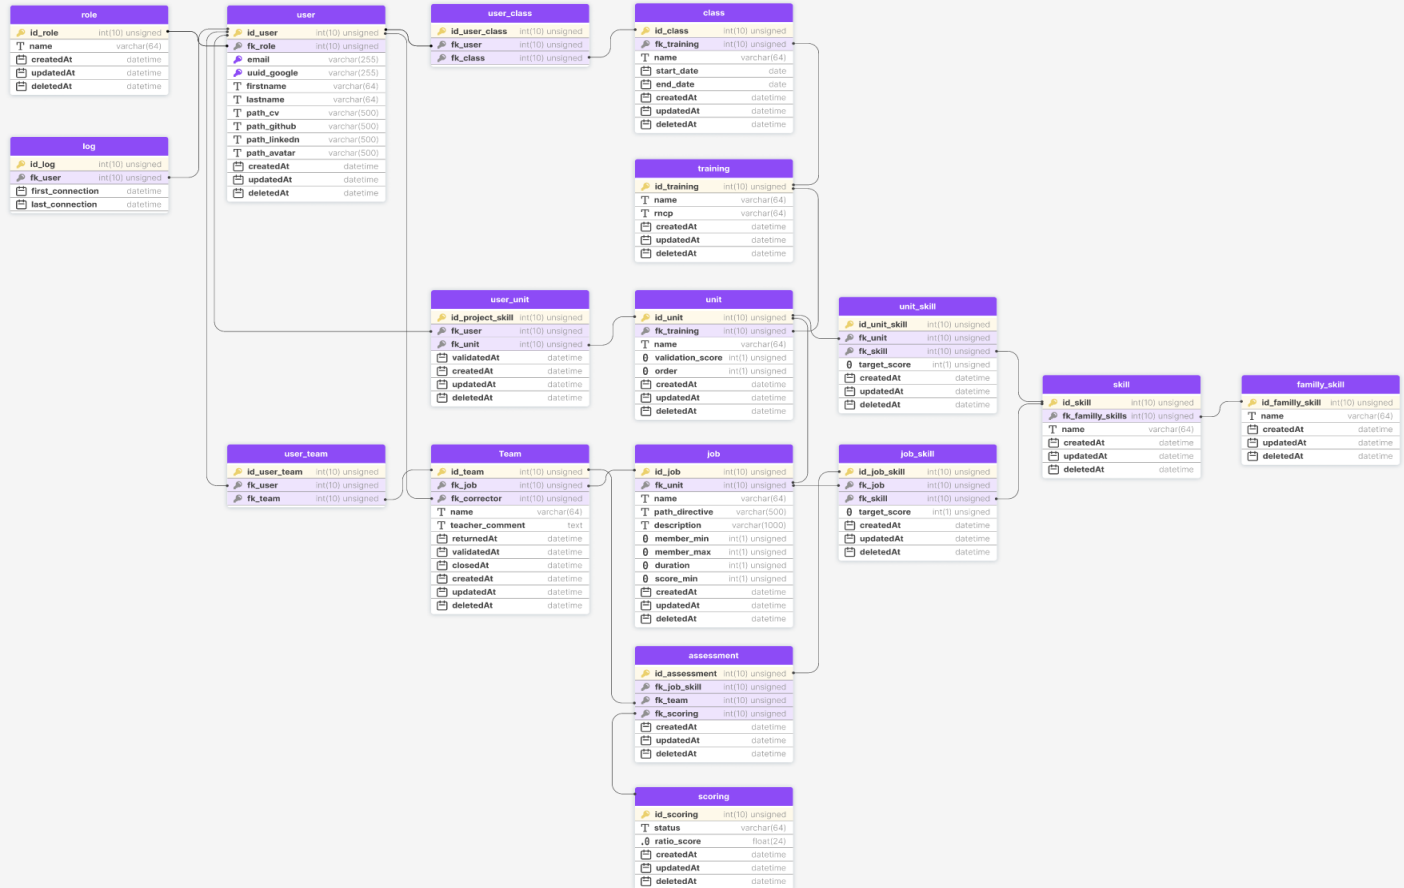 role
id_role int(10) unsigned
name varchar(64)
createdAt datetime
updatedAt datetime
deletedAt datetime
user
id_user int(10) unsigned
fk_role int(10) unsigned
email varchar(255)
uuid_google varchar(255)
firstname varchar(64)
lastname varchar(64)
path_cv varchar(500)
path_github varchar(500)
path_linkedn varchar(500)
path_avatar varchar(500)
createdAt datetime
updatedAt datetime
deletedAt datetime
user_class
id_user_class int(10) unsigned
fk_user int(10) unsigned
fk_class int(10) unsigned
class
id_class int(10) unsigned
fk_training int(10) unsigned
name varchar(64)
start_date date
end_date date
createdAt datetime
updatedAt datetime
deletedAt datetime
log
id_log int(10) unsigned
fk_user int(10) unsigned
first_connection datetime
last_connection datetime
training
id_training int(10) unsigned
name varchar(64)
rncp varchar(64)
createdAt datetime
updatedAt datetime
deletedAt datetime
user_unit
id_project_skill int(10) unsigned
fk_user int(10) unsigned
fk_unit int(10) unsigned
validatedAt datetime
createdAt datetime
updatedAt datetime
deletedAt datetime
unit
id_unit int(10) unsigned
fk_training int(10) unsigned
name varchar(64)
validation_score int(1) unsigned
order int(1) unsigned
createdAt datetime
updatedAt datetime
deletedAt datetime
unit_skill
id_unit_skill int(10) unsigned
fk_unit int(10) unsigned
fk_skill int(10) unsigned
target_score int(1) unsigned
createdAt datetime
updatedAt datetime
deletedAt datetime
skill
id_skill int(10) unsigned
fk_familly_skills int(10) unsigned
name varchar(64)
createdAt datetime
updatedAt datetime
deletedAt datetime
familly_skill
id_familly_skill int(10) unsigned
name varchar(64)
createdAt datetime
updatedAt datetime
deletedAt datetime
user_team
id_user_team int(10) unsigned
fk_user int(10) unsigned
fk_team int(10) unsigned
Team
id_team int(10) unsigned
fk_job int(10) unsigned
fk_corrector int(10) unsigned
name varchar(64)
teacher_comment text
returnedAt datetime
validatedAt datetime
closedAt datetime
createdAt datetime
updatedAt datetime
deletedAt datetime
job
id_job int(10) unsigned
fk_unit int(10) unsigned
name varchar(64)
path_directive varchar(500)
description varchar(1000)
member_min int(1) unsigned
member_max int(1) unsigned
duration int(1) unsigned
score_min int(1) unsigned
createdAt datetime
updatedAt datetime
deletedAt datetime
job_skill
id_job_skill int(10) unsigned
fk_job int(10) unsigned
fk_skill int(10) unsigned
target_score int(1) unsigned
createdAt datetime
updatedAt datetime
deletedAt datetime
assessment
id_assessment int(10) unsigned
fk_job_skill int(10) unsigned
fk_team int(10) unsigned
fk_scoring int(10) unsigned
createdAt datetime
updatedAt datetime
deletedAt datetime
scoring
id_scoring int(10) unsigned
status varchar(64)
ratio_score float(24)
createdAt datetime
updatedAt datetime
deletedAt datetime